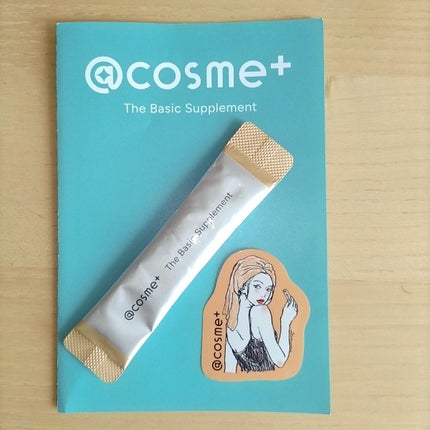 @cosme+
The Basic Supplement
@cosme+ The Basic Supplement
@cosme+